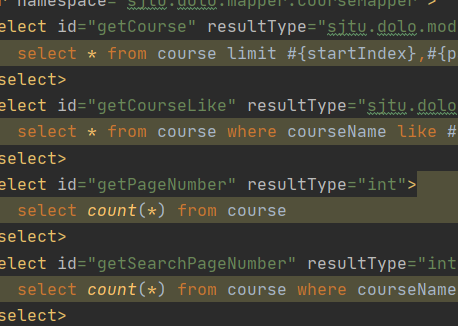 namespace="sjtu.dolo.mapper.courseMapper">
elect id="getCourse" resultType="sjtu.dolo.mod
select * from course limit #{startIndex},#{p
select>
elect id="getCourseLike" resultType="sjtu.dolo
select * from course where courseName like #
select>
elect id="getPageNumber" resultType="int">
select count(*) from course
select>
elect id="getSearchPageNumber" resultType="int
select count(*) from course where courseName
select>